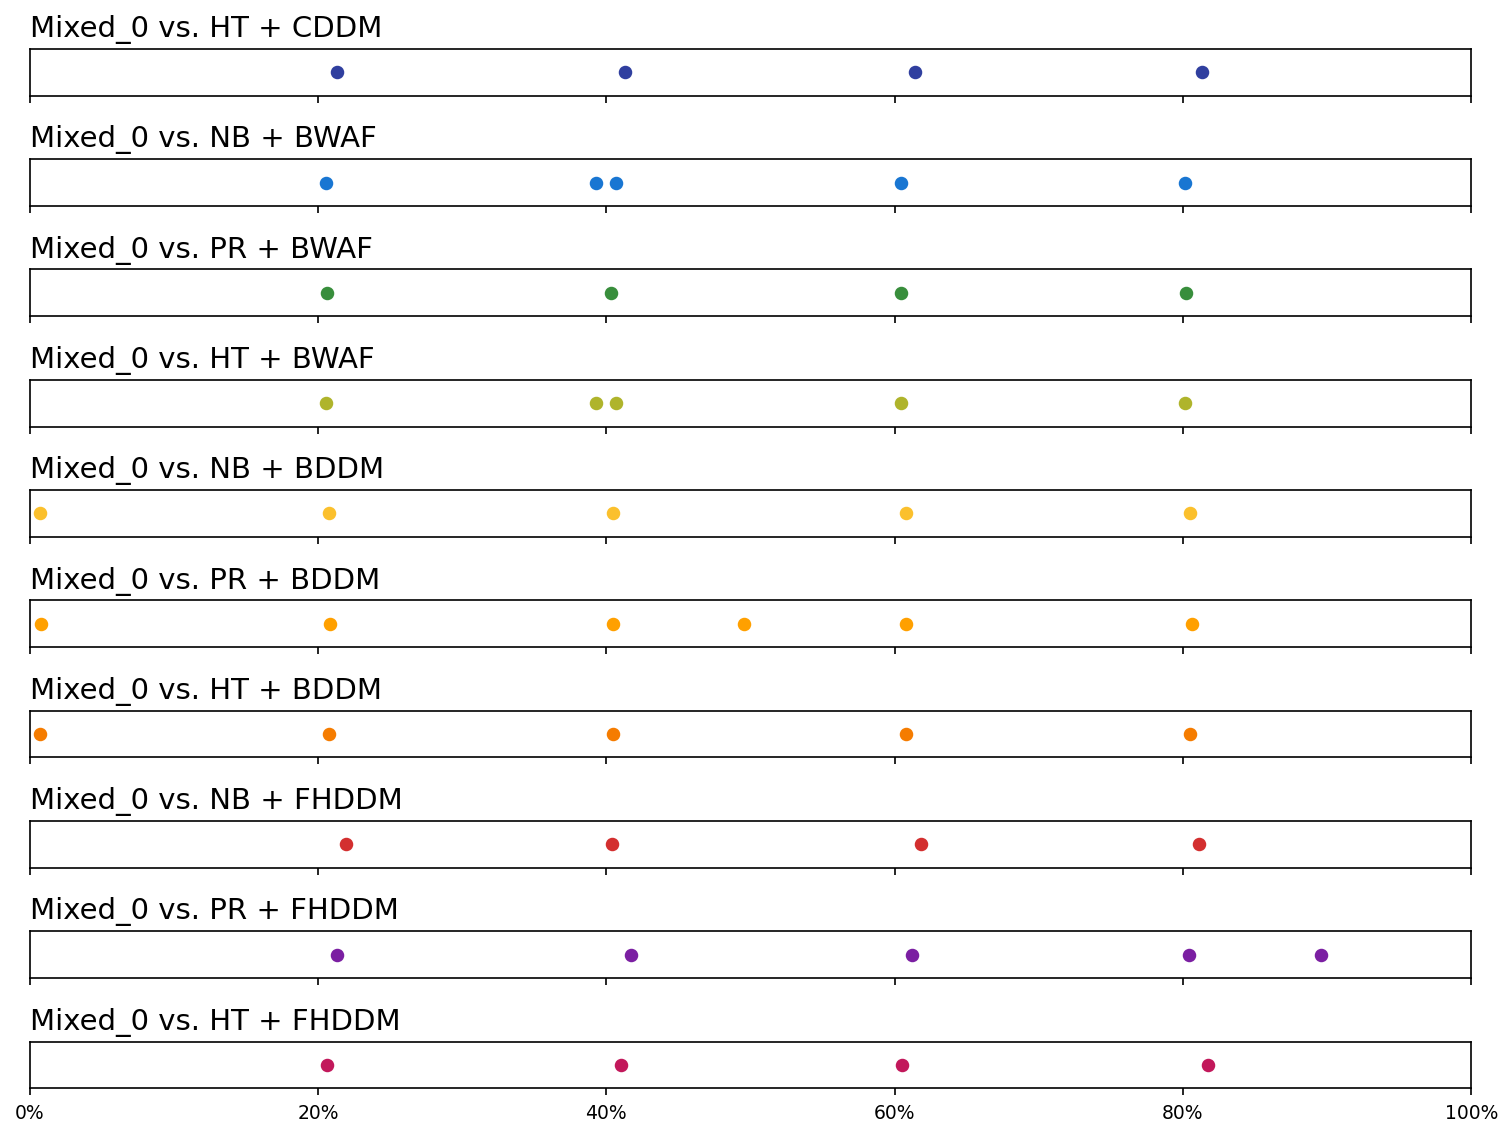 Mixed_0 vs. HT + CDDM
Mixed_0 vs. NB + BWAF
Mixed_0 vs. PR + BWAF
Mixed_0 vs. HT + BWAF
Mixed_0 vs. NB + BDDM
Mixed_0 vs. PR + BDDM
Mixed_0 vs. HT + BDDM
Mixed_0 vs. NB + FHDDM
Mixed_0 vs. PR + FHDDM
Mixed_0 vs. HT + FHDDM
0% 20% 40% 60% 80% 100%